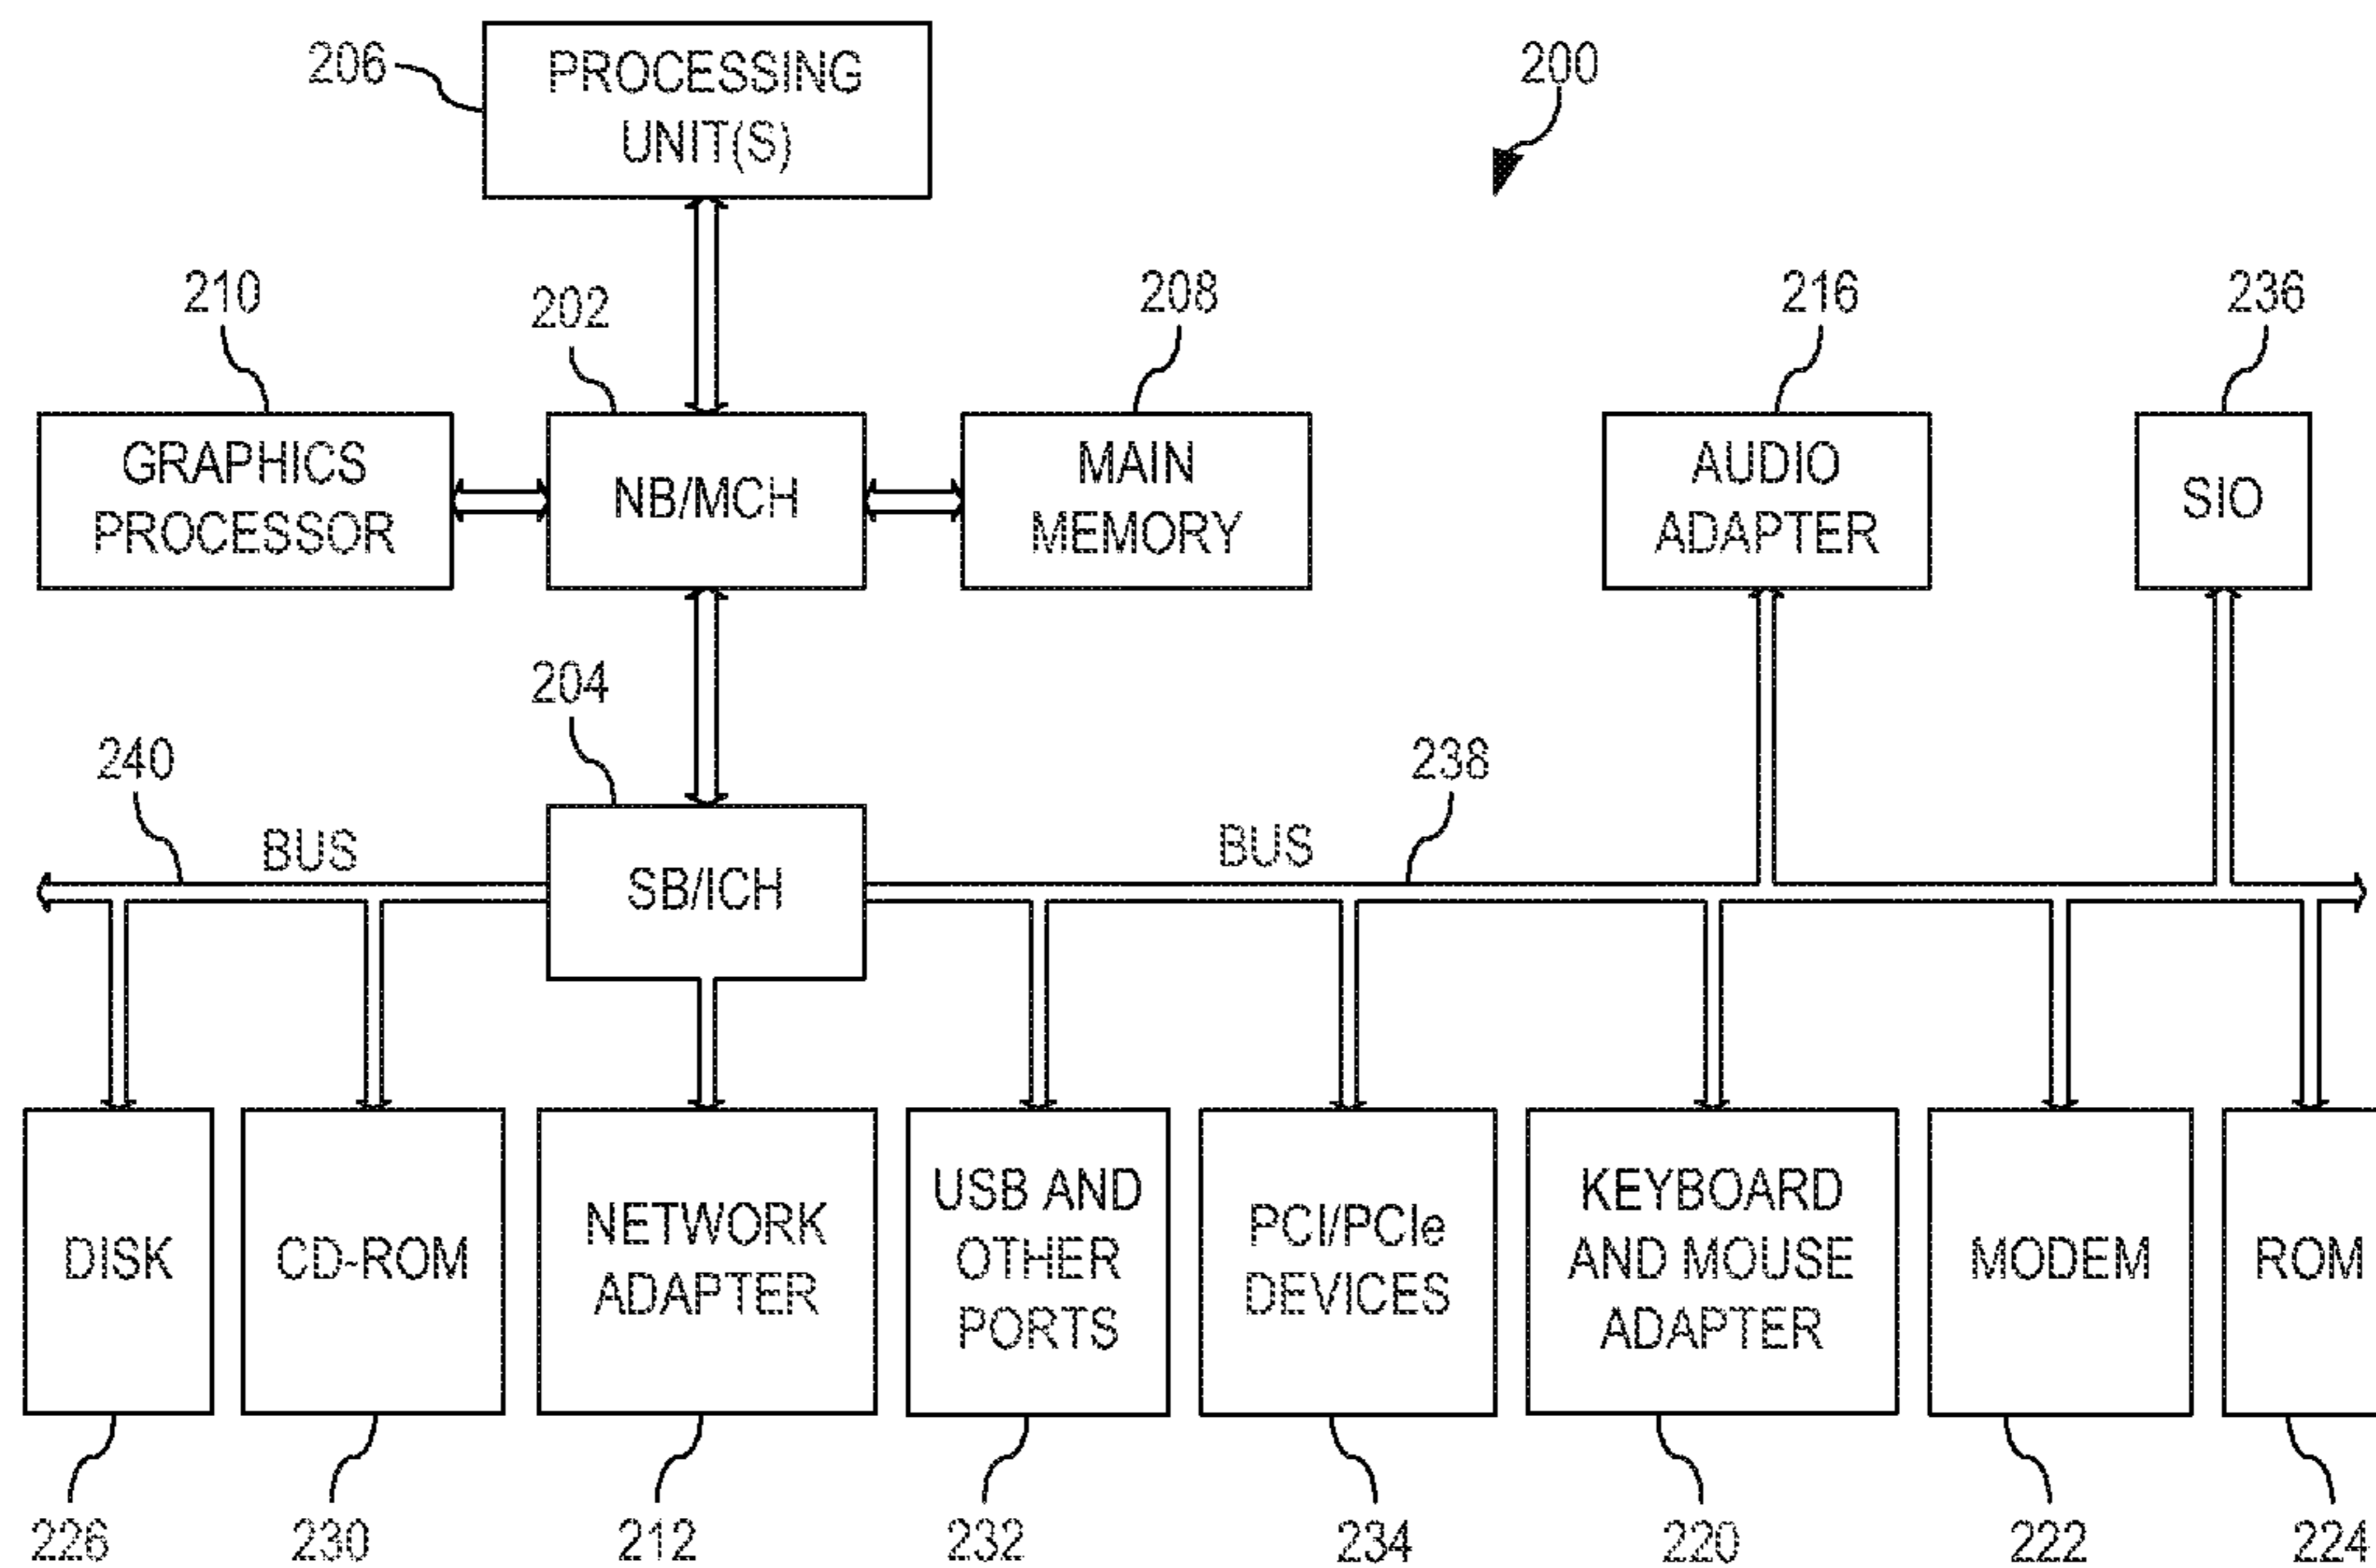 206
PROCESSING
UNIT(S)
200
210
202
208
216
236
GRAPHICS
PROCESSOR
NB/MCH
MAIN
MEMORY
AUDIO
ADAPTER
SIO
204
240
238
BUS
BUS
SB/ICH
DISK
CD-ROM
NETWORK
ADAPTER
USB AND
OTHER
PORTS
PCI/PCIe
DEVICES
KEYBOARD
AND MOUSE
ADAPTER
MODEM
ROM
226
230
212
232
234
220
222
224